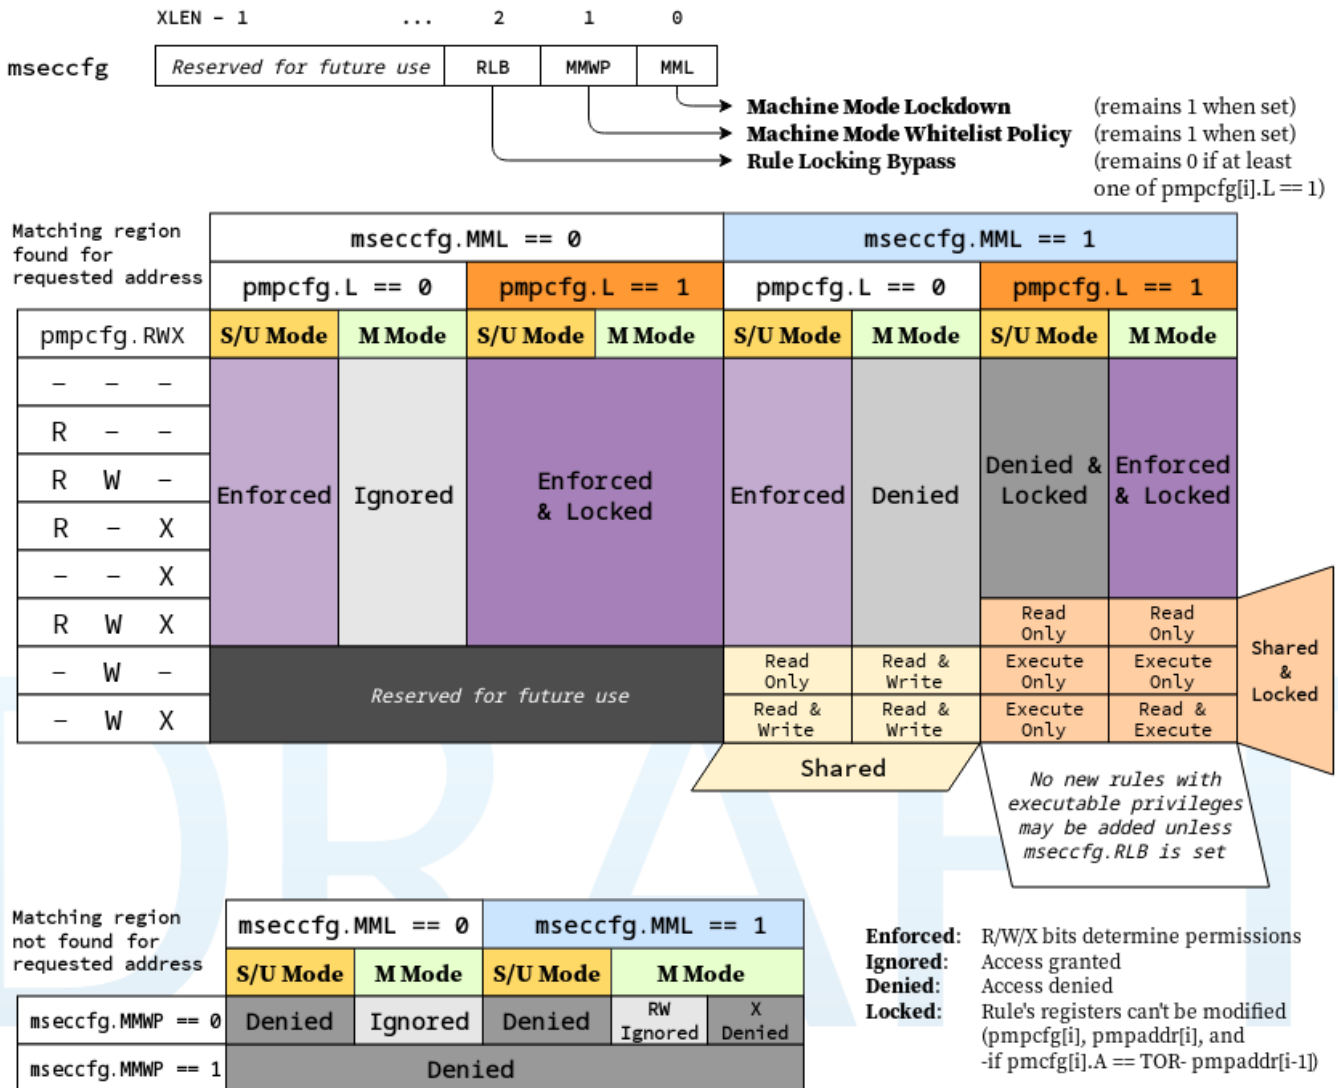 XLEN – 1 ... 2 1 0
mseccfg Reserved for future use RLB MMWP MML
Machine Mode Lockdown (remains 1 when set)
Machine Mode Whitelist Policy (remains 1 when set)
Rule Locking Bypass (remains 0 if at least
one of pmpcfg[i].L == 1)
Matching region
found for
requested address
mseccfg.MML == 0 mseccfg.MML == 1
pmpcfg.L == 0 pmpcfg.L == 1 pmpcfg.L == 0 pmpcfg.L == 1
pmpcfg.RWX S/U Mode M Mode S/U Mode M Mode S/U Mode M Mode S/U Mode M Mode
– – –
R – –
R W –
R – X
– – X
R W X
– W –
– W X
Enforced
Ignored
Enforced
& Locked
Enforced
Denied
Denied &
Locked
Enforced
& Locked
Read
Only
Read
Only
Reserved for future use
Read
Only
Read &
Write
Execute
Only
Execute
Only
Read &
Write
Read &
Write
Execute
Only
Read &
Execute
Shared
&
Locked
Shared
No new rules with
executable privileges
may be added unless
mseccfg.RLB is set
DRAFT
Matching region
not found for
requested address
mseccfg.MML == 0 mseccfg.MML == 1
S/U Mode M Mode S/U Mode M Mode
mseccfg.MMWP == 0 Denied Ignored Denied
RW
Ignored
X
Denied
mseccfg.MMWP == 1 Denied
Enforced: R/W/X bits determine permissions
Ignored: Access granted
Denied: Access denied
Locked: Rule's registers can't be modified
(pmpcfg[i], pmpaddr[i], and
-if pmcfg[i].A == TOR- pmpaddr[i-1])